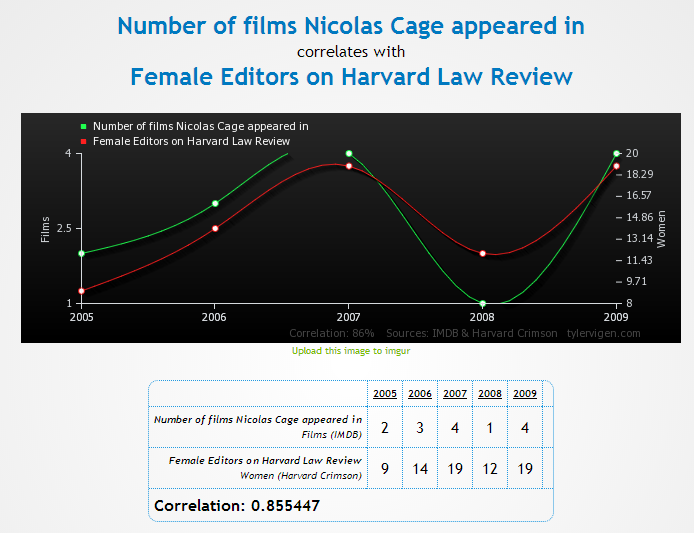 Number of films Nicolas Cage appeared in
correlates with
Female Editors on Harvard Law Review
Number of films Nicolas Cage appeared in
Female Editors on Harvard Law Review
4
2.5
1
Films
20
18.29
16.57
14.86
13.14
11.43
9.71
8
Women
2005 2006 2007 2008 2009
Correlation: 86% Sources: IMDB & Harvard Crimson tylervigen.com
Upload this image to imgur
2005 2006 2007 2008 2009
Number of films Nicolas Cage appeared in
Films (IMDB)
2 3 4 1 4
Female Editors on Harvard Law Review
Women (Harvard Crimson)
9 14 19 12 19
Correlation: 0.855447